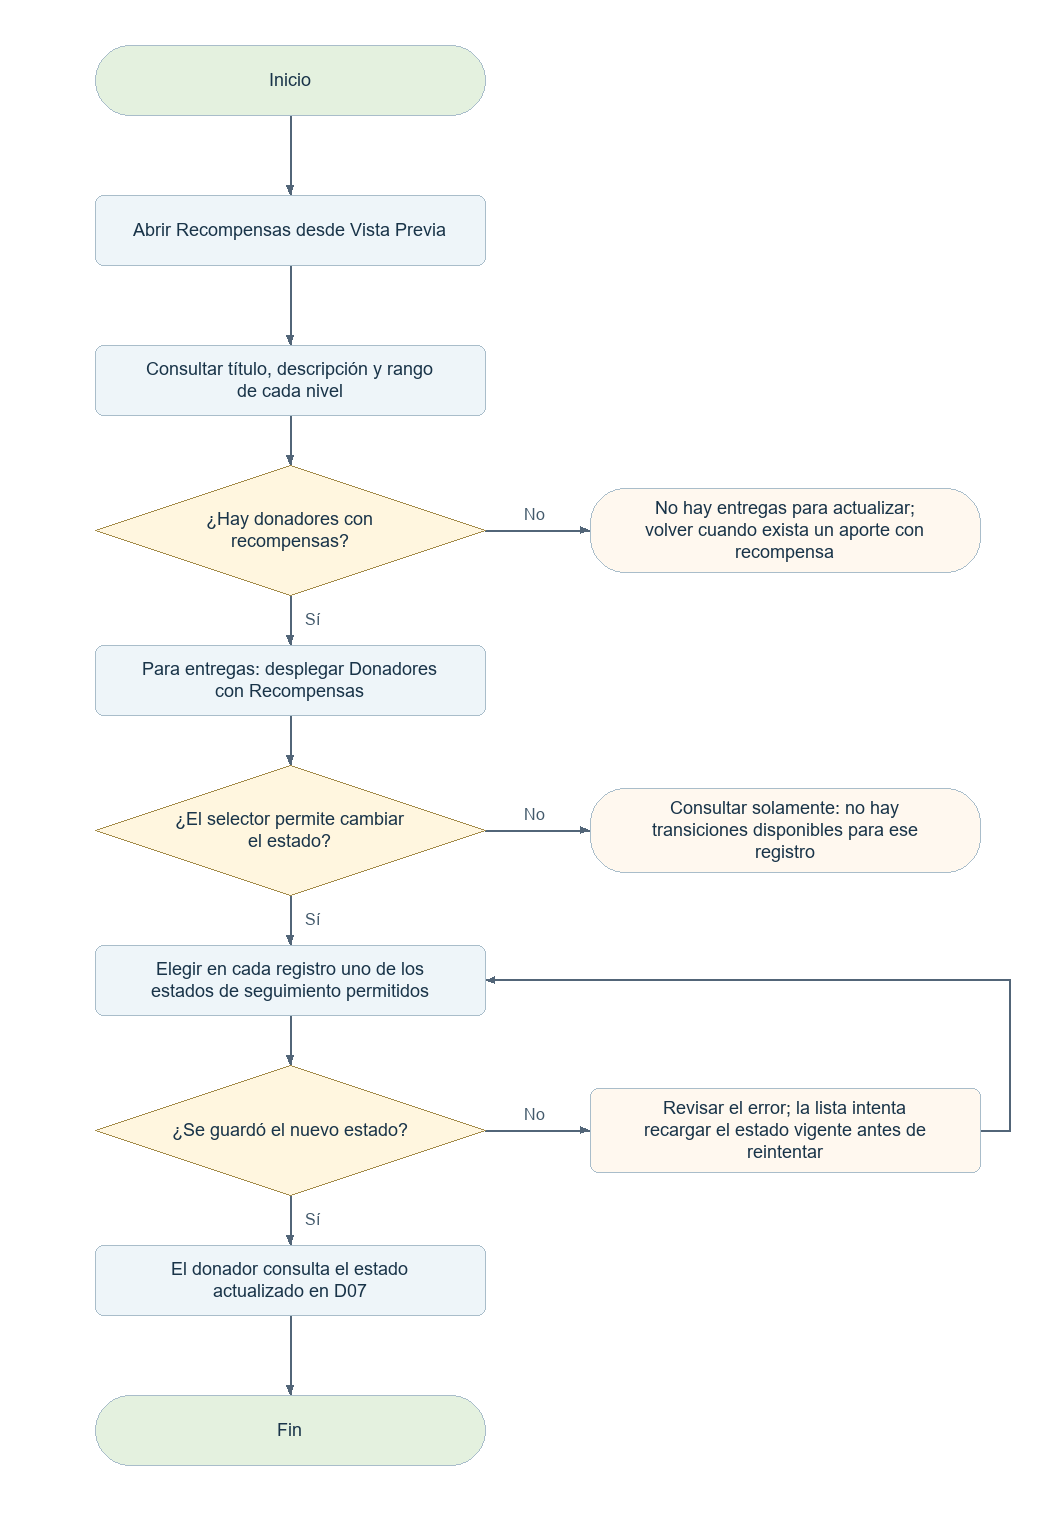 Inicio
Abrir Recompensas desde Vista Previa
Consultar título, descripción y rango
de cada nivel
¿Hay donadores con
recompensas?
No
No hay entregas para actualizar;
volver cuando exista un aporte con
recompensa
Sí
Para entregas: desplegar Donadores
con Recompensas
¿El selector permite cambiar
el estado?
No
Consultar solamente: no hay
transiciones disponibles para ese
registro
Sí
Elegir en cada registro uno de los
estados de seguimiento permitidos
¿Se guardó el nuevo estado?
No
Revisar el error; la lista intenta
recargar el estado vigente antes de
reintentar
Sí
El donador consulta el estado
actualizado en D07
Fin